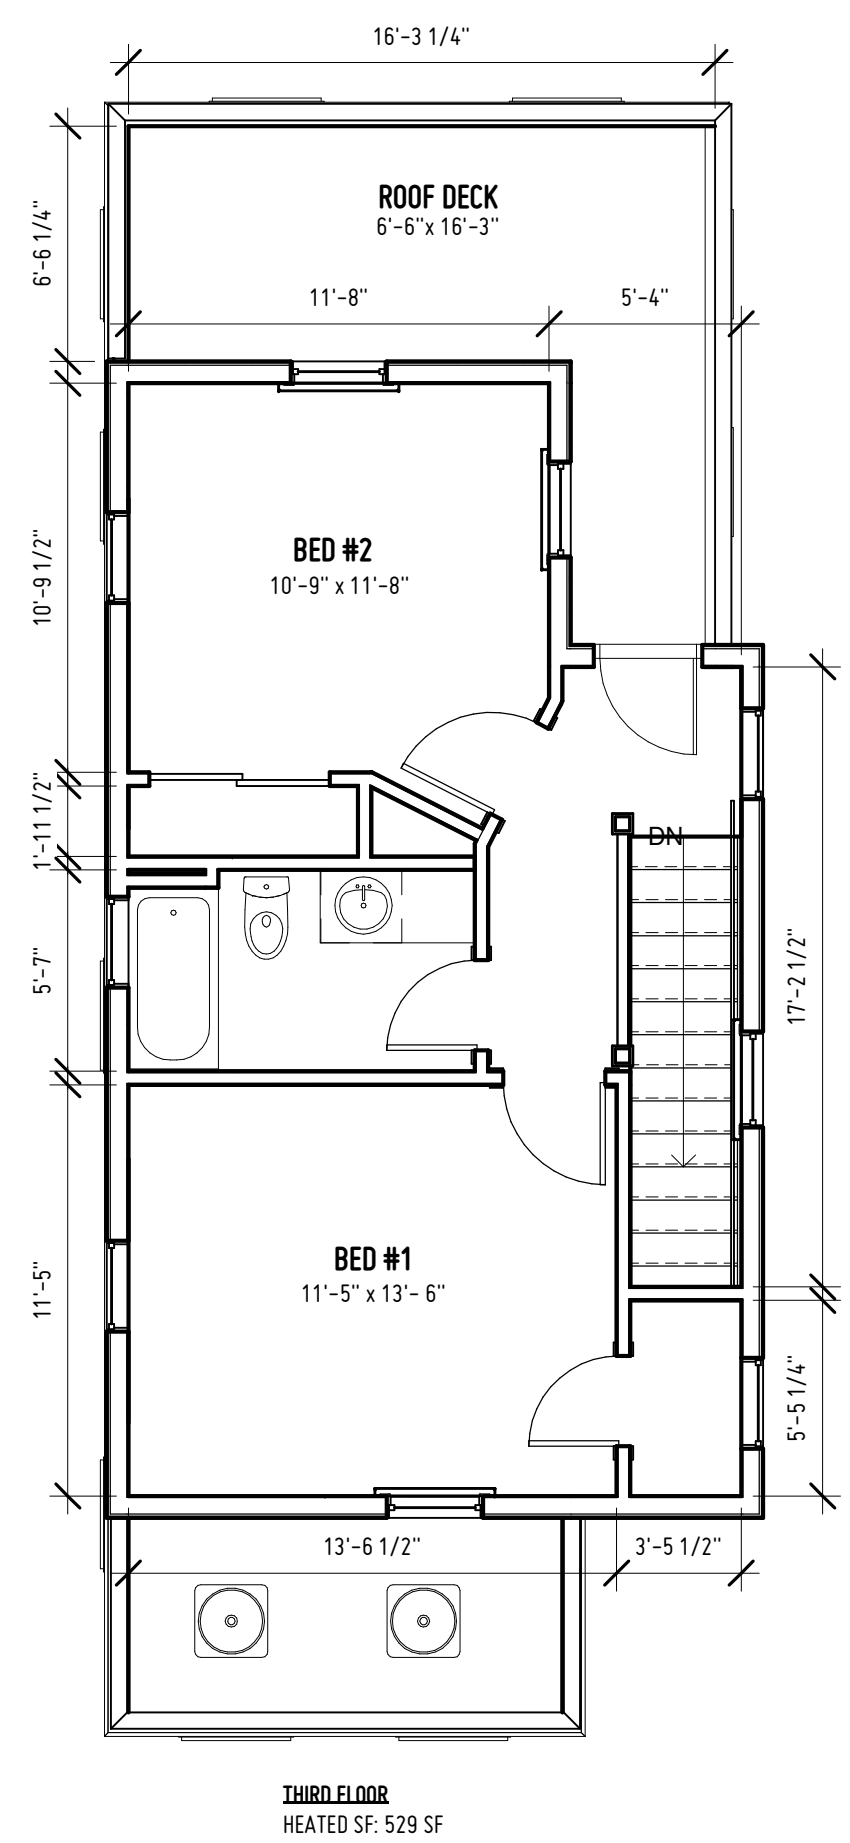 16'-3 1/4"
ROOF DECK
6'-6"x 16'-3"
6'-6 1/4"
11'-8"
5'-4"
BED #2
10'-9" x 11'-8"
10'-9 1/2"
1'-11 1/2"
DN
5'-7"
17'-2 1/2"
BED #1
11'-5" x 13'- 6"
11'-5"
5'-5 1/4"
13'-6 1/2"
3'-5 1/2"
THIRD FLOOR
HEATED SF: 529 SF